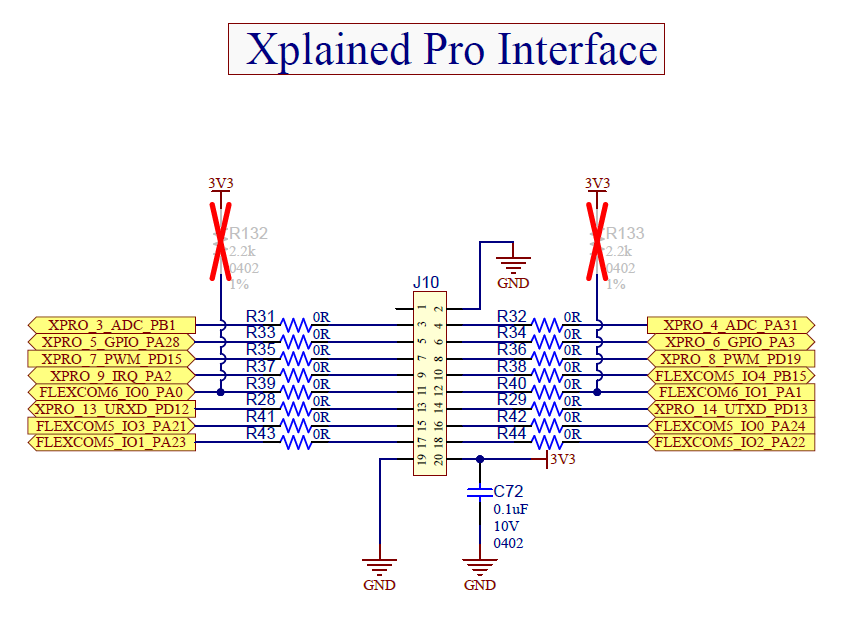 Xplained Pro Interface
3V3
3V3
R132
2.2k
0402
1%
R133
2.2k
0402
1%
GND
J10
XPRO_3_ADC_PB1 R31 0R 1 2 R32 0R XPRO_4_ADC_PA31
XPRO_5_GPIO_PA28 R33 0R 3 4 R34 0R XPRO_6_GPIO_PA3
XPRO_7_PWM_PD15 R35 0R 5 6 R36 0R XPRO_8_PWM_PD19
XPRO_9_IRQ_PA2 R37 0R 7 8 R38 0R FLEXCOM5_IO4_PB15
FLEXCOM6_IO0_PA0 R39 0R 9 10 R40 0R FLEXCOM6_IO1_PA1
XPRO_13_URXD_PD12 R28 0R 11 12 R29 0R XPRO_14_UTXD_PD13
FLEXCOM5_IO3_PA21 R41 0R 13 14 R42 0R FLEXCOM5_IO0_PA24
FLEXCOM5_IO1_PA23 R43 0R 15 16 R44 0R FLEXCOM5_IO2_PA22
17 18
19 20
3V3
C72
0.1uF
10V
0402
GND
GND